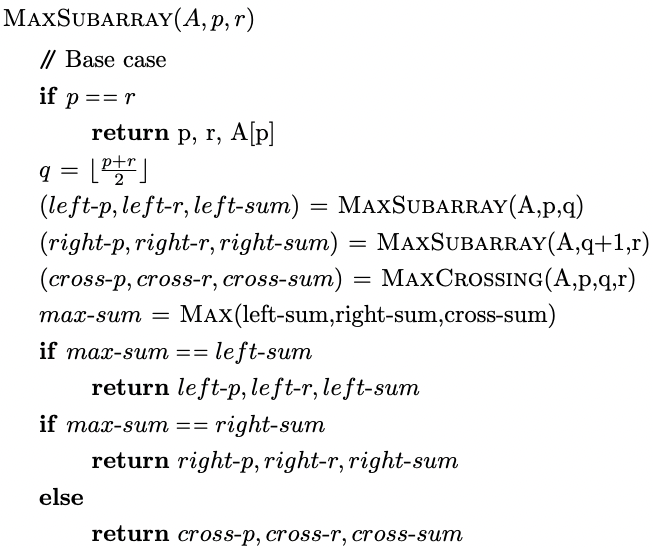 MAXSUBARRAY(A, p, r)
// Base case
if p == r
return p, r, A[p]
q = ⌊(p+r)/2⌋
(left-p, left-r, left-sum) = MAXSUBARRAY(A,p,q)
(right-p, right-r, right-sum) = MAXSUBARRAY(A,q+1,r)
(cross-p, cross-r, cross-sum) = MAXCROSSING(A,p,q,r)
max-sum = MAX(left-sum,right-sum,cross-sum)
if max-sum == left-sum
return left-p, left-r, left-sum
if max-sum == right-sum
return right-p, right-r, right-sum
else
return cross-p, cross-r, cross-sum